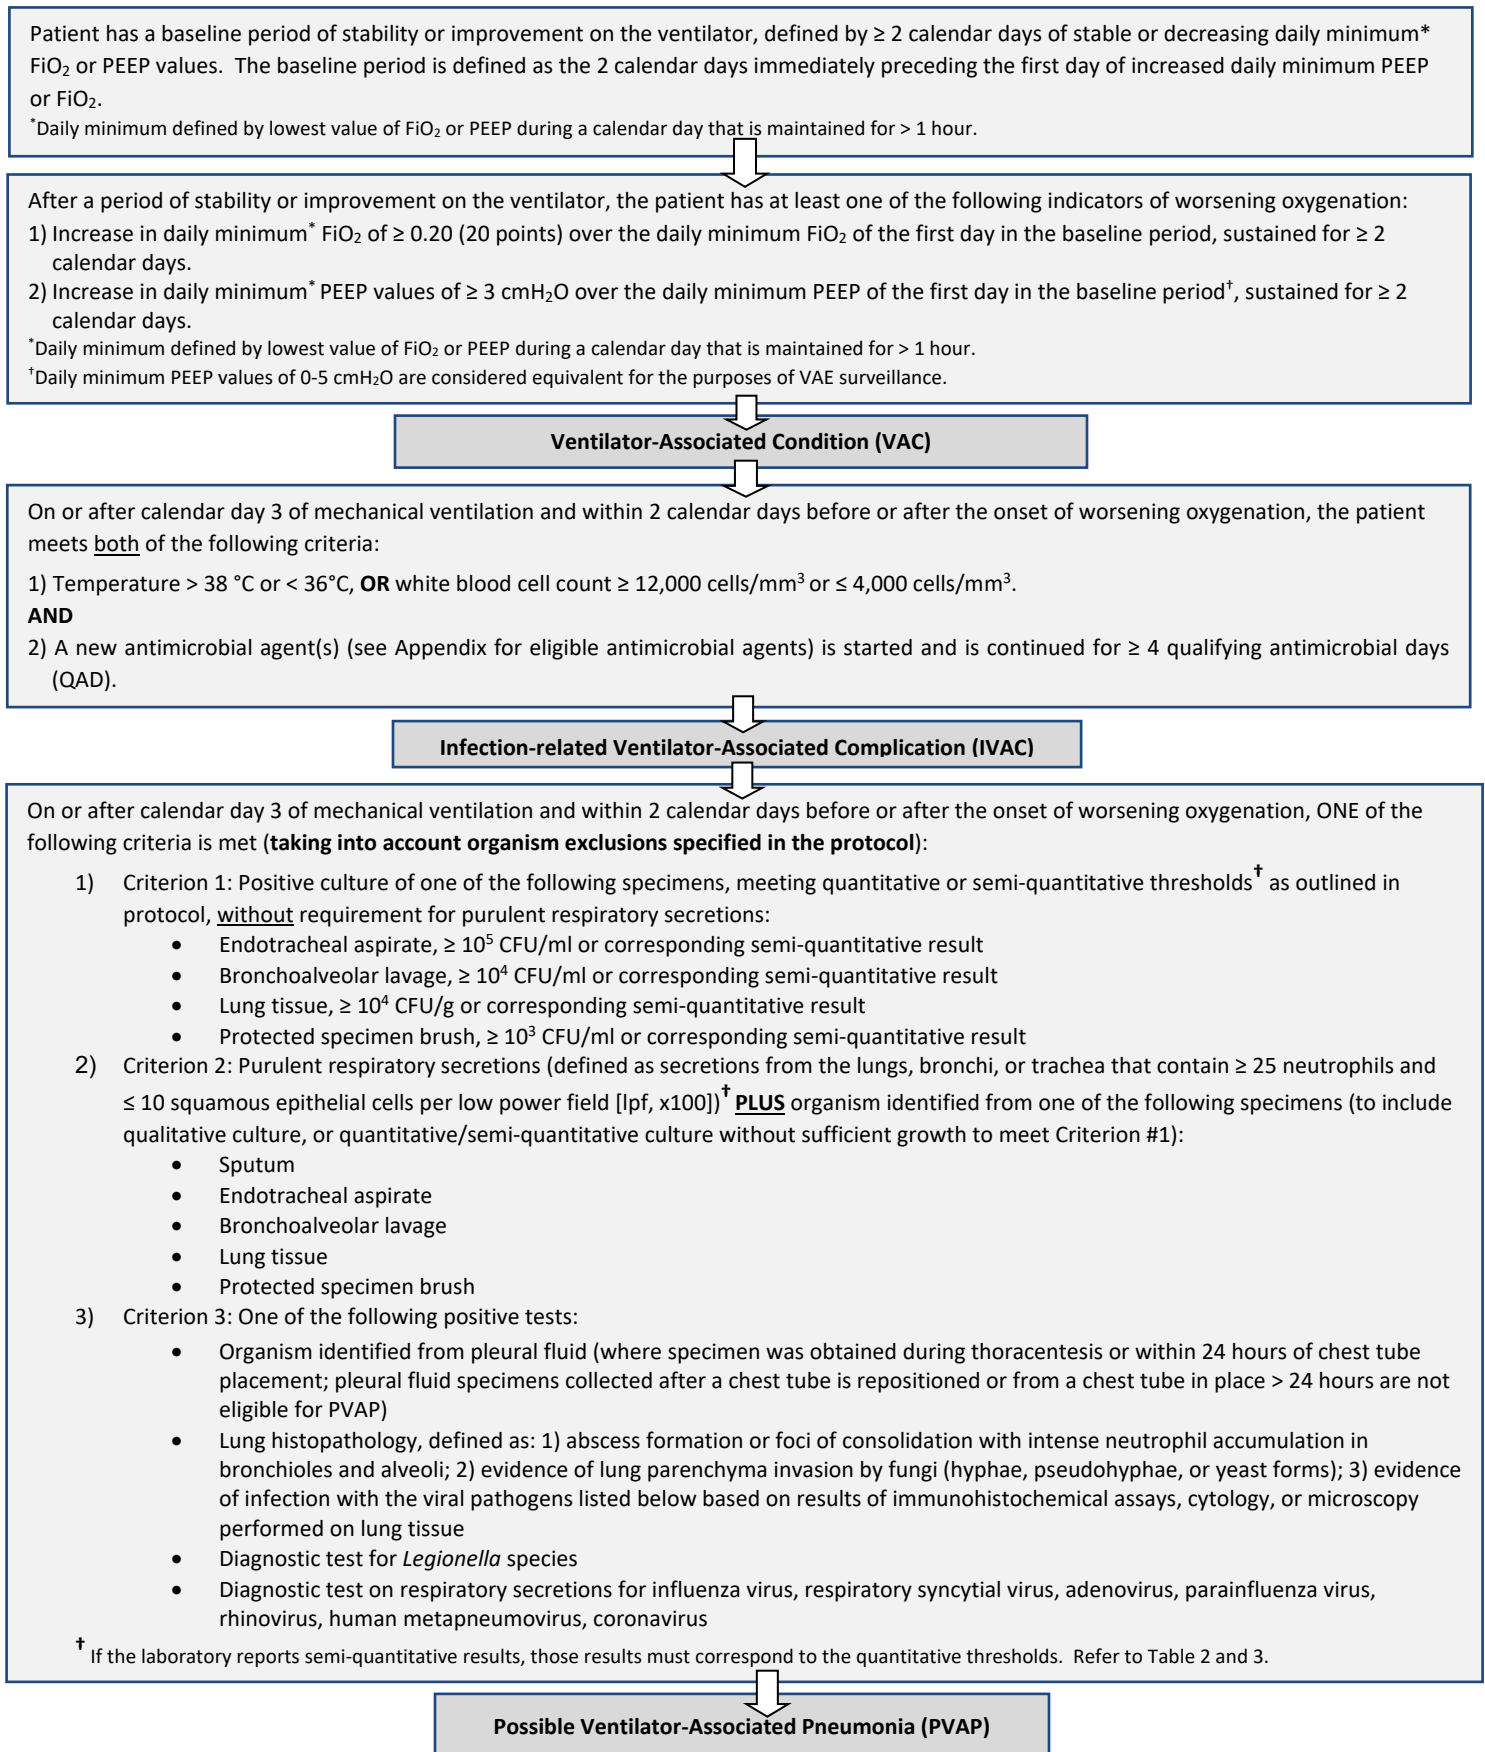 Patient has a baseline period of stability or improvement on the ventilator, defined by ≥ 2 calendar days of stable or decreasing daily minimum*
FiO₂ or PEEP values. The baseline period is defined as the 2 calendar days immediately preceding the first day of increased daily minimum PEEP
or FiO₂.
*Daily minimum defined by lowest value of FiO₂ or PEEP during a calendar day that is maintained for > 1 hour.
After a period of stability or improvement on the ventilator, the patient has at least one of the following indicators of worsening oxygenation:
1) Increase in daily minimum* FiO₂ of ≥ 0.20 (20 points) over the daily minimum FiO₂ of the first day in the baseline period, sustained for ≥ 2
calendar days.
2) Increase in daily minimum* PEEP values of ≥ 3 cmH₂O over the daily minimum PEEP of the first day in the baseline period†, sustained for ≥ 2
calendar days.
*Daily minimum defined by lowest value of FiO₂ or PEEP during a calendar day that is maintained for > 1 hour.
†Daily minimum PEEP values of 0-5 cmH₂O are considered equivalent for the purposes of VAE surveillance.
Ventilator-Associated Condition (VAC)
On or after calendar day 3 of mechanical ventilation and within 2 calendar days before or after the onset of worsening oxygenation, the patient
meets both of the following criteria:
1) Temperature > 38 °C or < 36°C, OR white blood cell count ≥ 12,000 cells/mm³ or ≤ 4,000 cells/mm³.
AND
2) A new antimicrobial agent(s) (see Appendix for eligible antimicrobial agents) is started and is continued for ≥ 4 qualifying antimicrobial days
(QAD).
Infection-related Ventilator-Associated Complication (IVAC)
On or after calendar day 3 of mechanical ventilation and within 2 calendar days before or after the onset of worsening oxygenation, ONE of the
following criteria is met (taking into account organism exclusions specified in the protocol):
1) Criterion 1: Positive culture of one of the following specimens, meeting quantitative or semi-quantitative thresholds† as outlined in
protocol, without requirement for purulent respiratory secretions:
• Endotracheal aspirate, ≥ 10⁵ CFU/ml or corresponding semi-quantitative result
• Bronchoalveolar lavage, ≥ 10⁴ CFU/ml or corresponding semi-quantitative result
• Lung tissue, ≥ 10⁴ CFU/g or corresponding semi-quantitative result
• Protected specimen brush, ≥ 10³ CFU/ml or corresponding semi-quantitative result
2) Criterion 2: Purulent respiratory secretions (defined as secretions from the lungs, bronchi, or trachea that contain ≥ 25 neutrophils and
≤ 10 squamous epithelial cells per low power field [lpf, x100])† PLUS organism identified from one of the following specimens (to include
qualitative culture, or quantitative/semi-quantitative culture without sufficient growth to meet Criterion #1):
• Sputum
• Endotracheal aspirate
• Bronchoalveolar lavage
• Lung tissue
• Protected specimen brush
3) Criterion 3: One of the following positive tests:
• Organism identified from pleural fluid (where specimen was obtained during thoracentesis or within 24 hours of chest tube
placement; pleural fluid specimens collected after a chest tube is repositioned or from a chest tube in place > 24 hours are not
eligible for PVAP)
• Lung histopathology, defined as: 1) abscess formation or foci of consolidation with intense neutrophil accumulation in
bronchioles and alveoli; 2) evidence of lung parenchyma invasion by fungi (hyphae, pseudohyphae, or yeast forms); 3) evidence
of infection with the viral pathogens listed below based on results of immunohistochemical assays, cytology, or microscopy
performed on lung tissue
• Diagnostic test for Legionella species
• Diagnostic test on respiratory secretions for influenza virus, respiratory syncytial virus, adenovirus, parainfluenza virus,
rhinovirus, human metapneumovirus, coronavirus
† If the laboratory reports semi-quantitative results, those results must correspond to the quantitative thresholds. Refer to Table 2 and 3.
Possible Ventilator-Associated Pneumonia (PVAP)